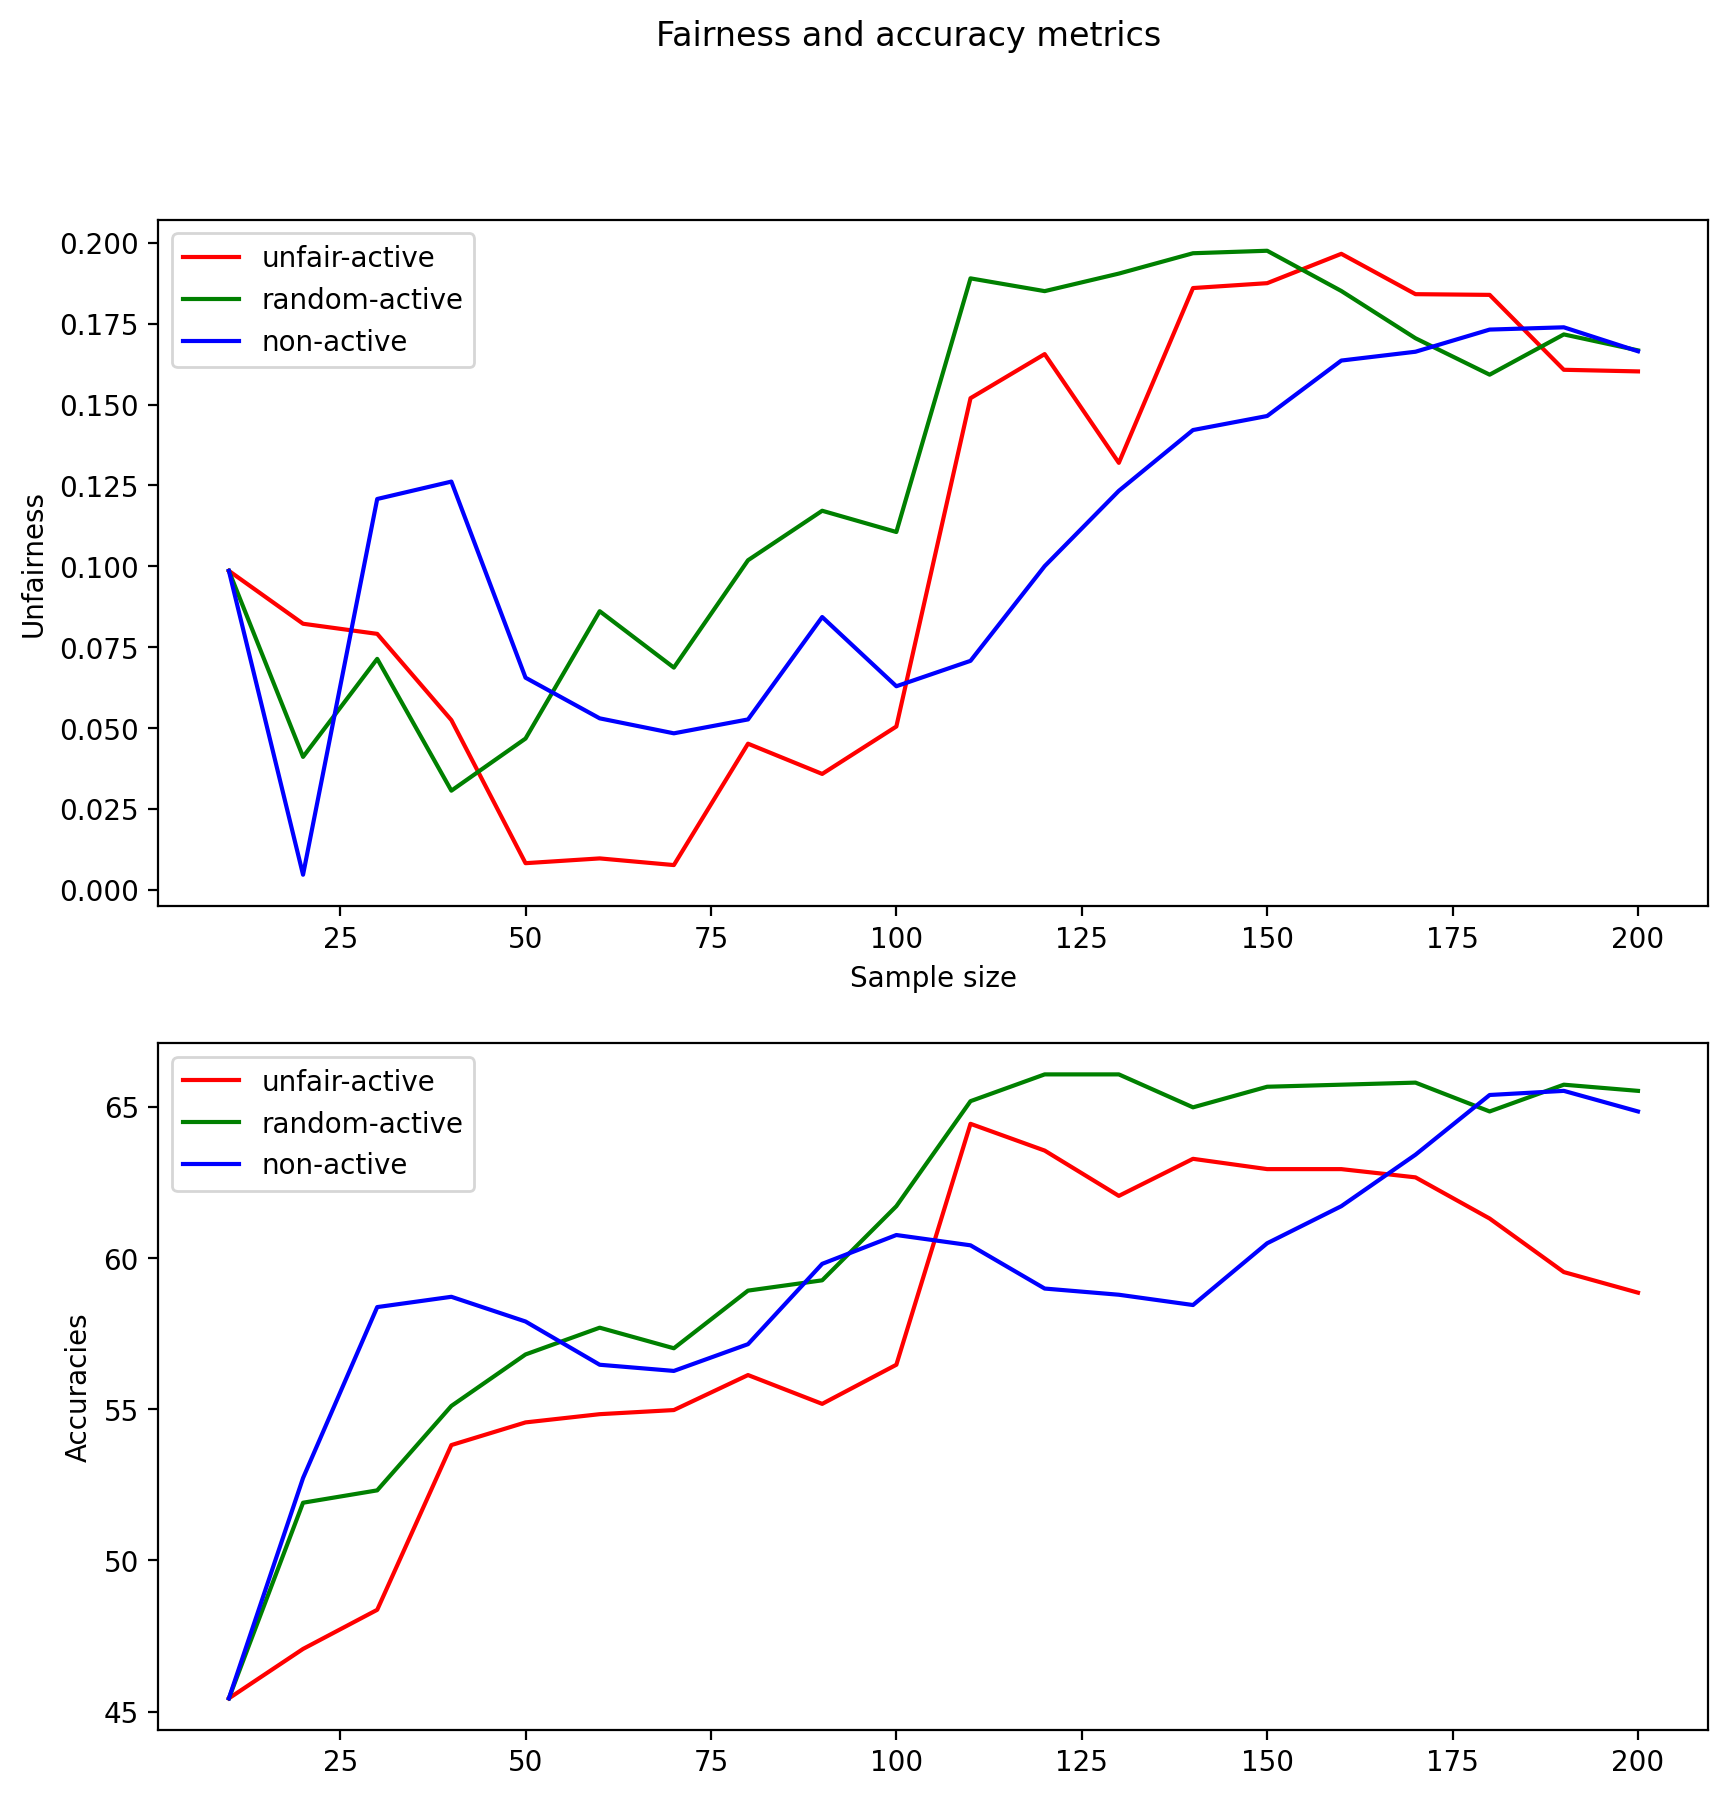 Fairness and accuracy metrics
unfair-active
random-active
non-active
0.200
0.175
0.150
0.125
0.100
0.075
0.050
0.025
0.000
Unfairness
25 50 75 100 125 150 175 200
Sample size
unfair-active
random-active
non-active
65
60
55
50
45
Accuracies
25 50 75 100 125 150 175 200